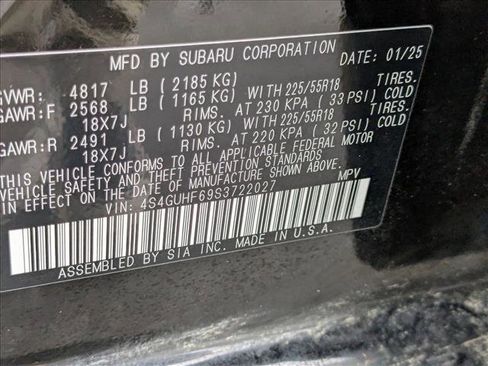 MFD BY SUBARU CORPORATION DATE 01/25
GVWR: 4817 LB (2185 KG)
GAWR:F 2568 LB (1165 KG) WITH 225/55R18 TIRES.
18X7J RIMS. AT 230 KPA (33 PSI) COLD
GAWR:R 2491 LB (1130 KG) WITH 225/55R18 TIRES.
18X7J RIMS. AT 220 KPA (32 PSI) COLD
THIS VEHICLE CONFORMS TO ALL APPLICABLE FEDERAL MOTOR
VEHICLE SAFETY AND THEFT PREVENTION STANDARDS
IN EFFECT ON THE DATE OF MANUFACTURE SHOWN ABOVE.
VIN: 4S4GUHF69S3722027 MPV
ASSEMBLED BY SIA INC. MADE IN U.S.A.